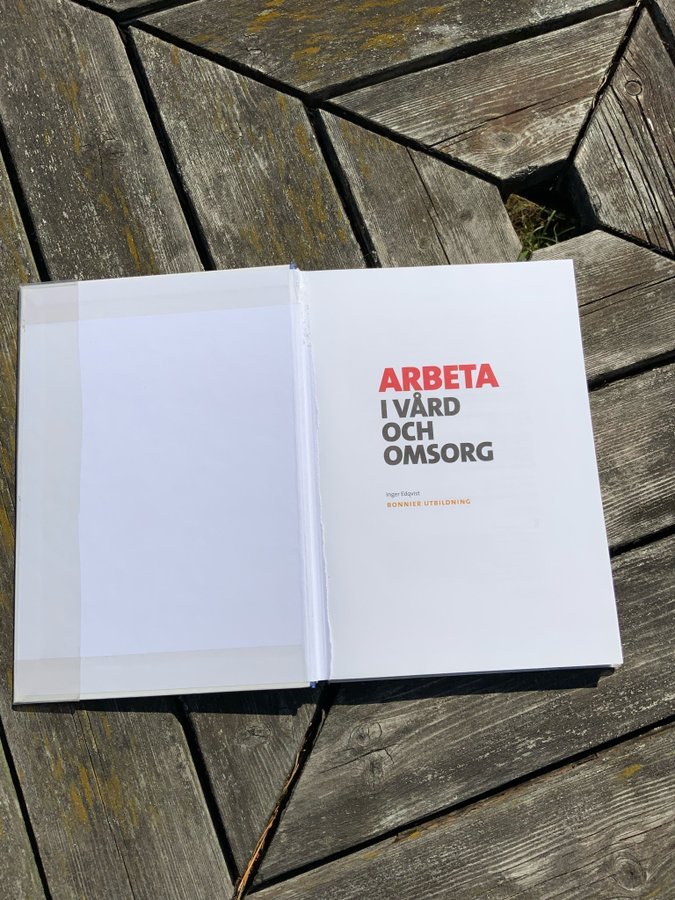 ARBETA
I VÅRD
OCH
OMSORG
Inger Edqvist
BONNIER UTBILDNING